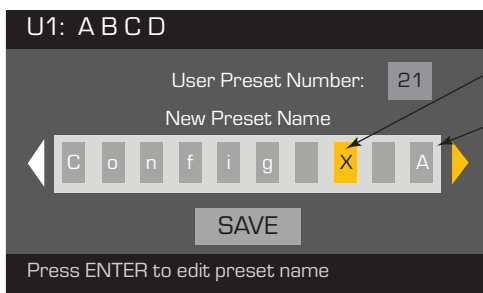 U1: A B C D
User Preset Number: 21
New Preset Name
C o n f i g X A
SAVE
Press ENTER to edit preset name